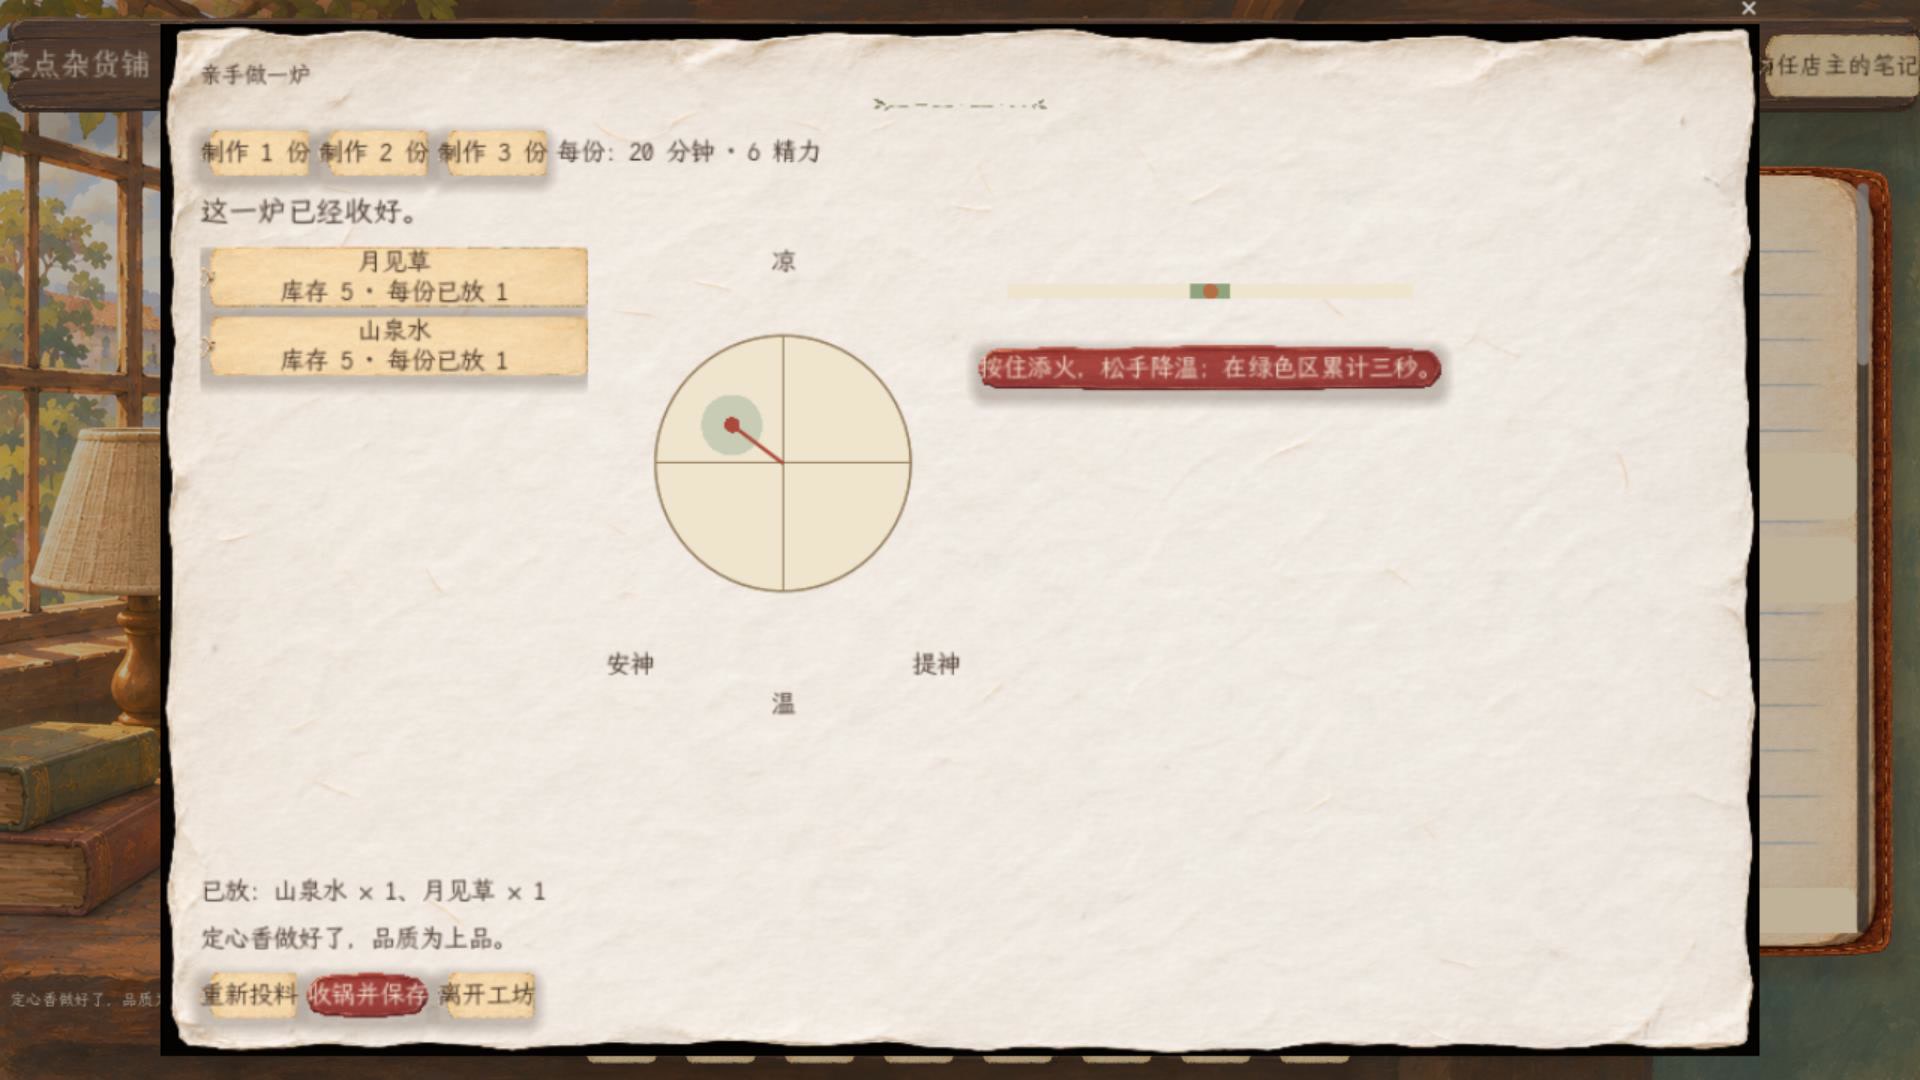 零点杂货铺
任店主的笔记
亲手做一炉
制作 1 份 制作 2 份 制作 3 份 每份: 20 分钟 · 6 精力
这一炉已经收好。
月见草
库存 5 · 每份已放 1
山泉水
库存 5 · 每份已放 1
凉
按住添火，松手降温；在绿色区累计三秒。
安神
提神
温
已放: 山泉水 × 1、月见草 × 1
定心香做好了，品质为上品。
重新投料 收锅并保存 离开工坊
定心香做好了，品质